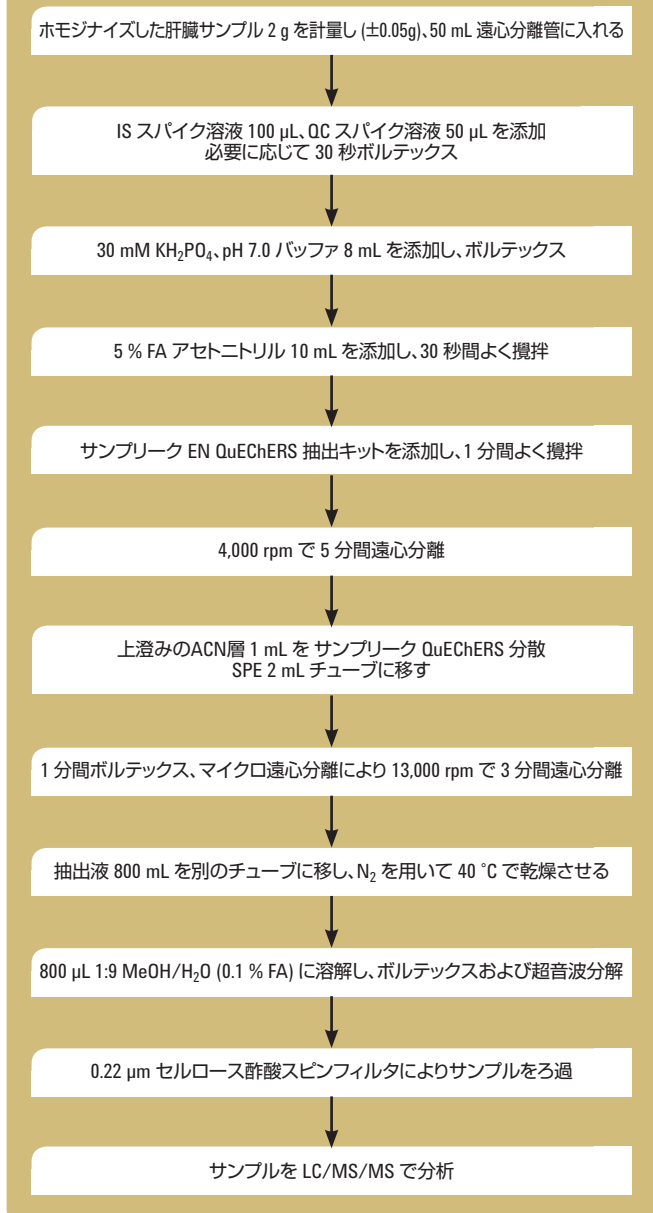 ホモジナイズした肝臓サンプル 2 g を計量し (±0.05g)、50 mL 遠心分離管に入れる
IS スパイク溶液 100 µL、QC スパイク溶液 50 µL を添加
必要に応じて 30 秒ボルテックス
30 mM KH₂PO₄、pH 7.0 バッファ 8 mL を添加し、ボルテックス
5 % FA アセトニトリル 10 mL を添加し、30 秒間よく攪拌
サンプリーク EN QuEChERS 抽出キットを添加し、1 分間よく攪拌
4,000 rpm で 5 分間遠心分離
上澄みのACN層 1 mL を サンプリーク QuEChERS 分散
SPE 2 mL チューブに移す
1 分間ボルテックス、マイクロ遠心分離により 13,000 rpm で 3 分間遠心分離
抽出液 800 mL を別のチューブに移し、N₂ を用いて 40 °C で乾燥させる
800 µL 1:9 MeOH/H₂O (0.1 % FA) に溶解し、ボルテックスおよび超音波分解
0.22 µm セルロース酢酸スピンフィルタによりサンプルをろ過
サンプルを LC/MS/MS で分析